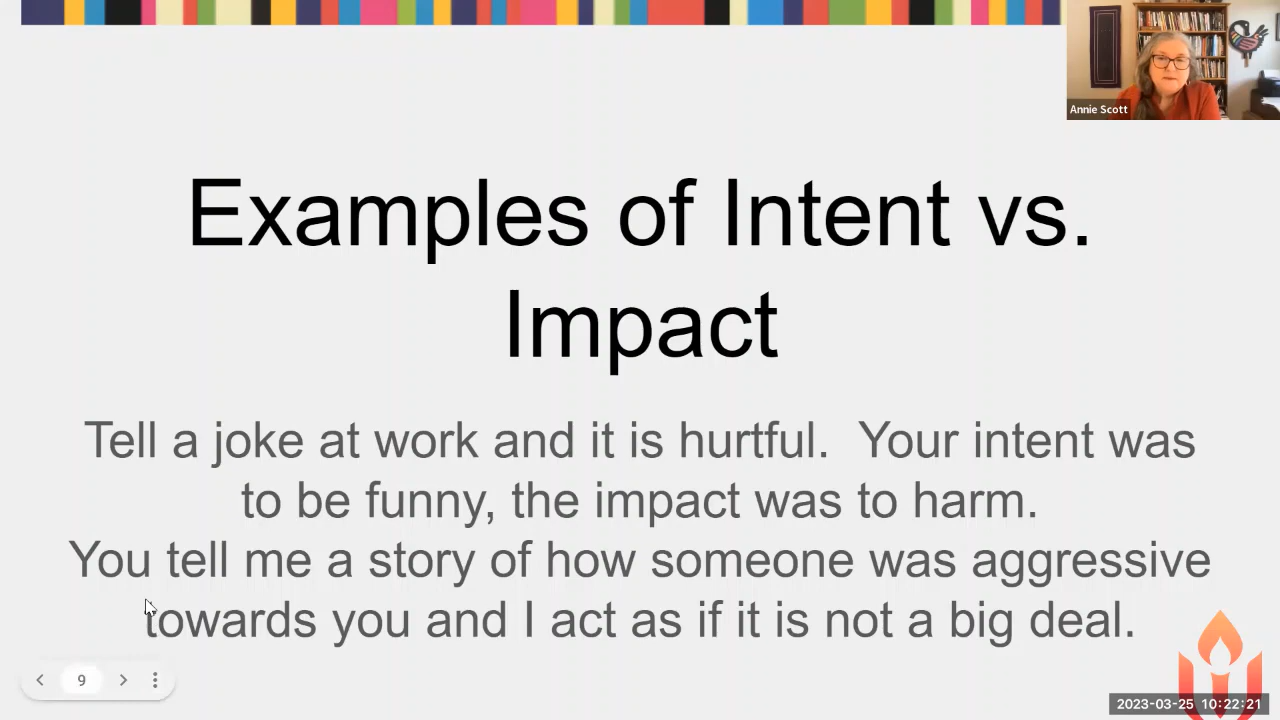 Annie Scott
Examples of Intent vs.
Impact
Tell a joke at work and it is hurtful.  Your intent was
to be funny, the impact was to harm.
You tell me a story of how someone was aggressive
towards you and I act as if it is not a big deal.
9
2023-03-25 10:22:21